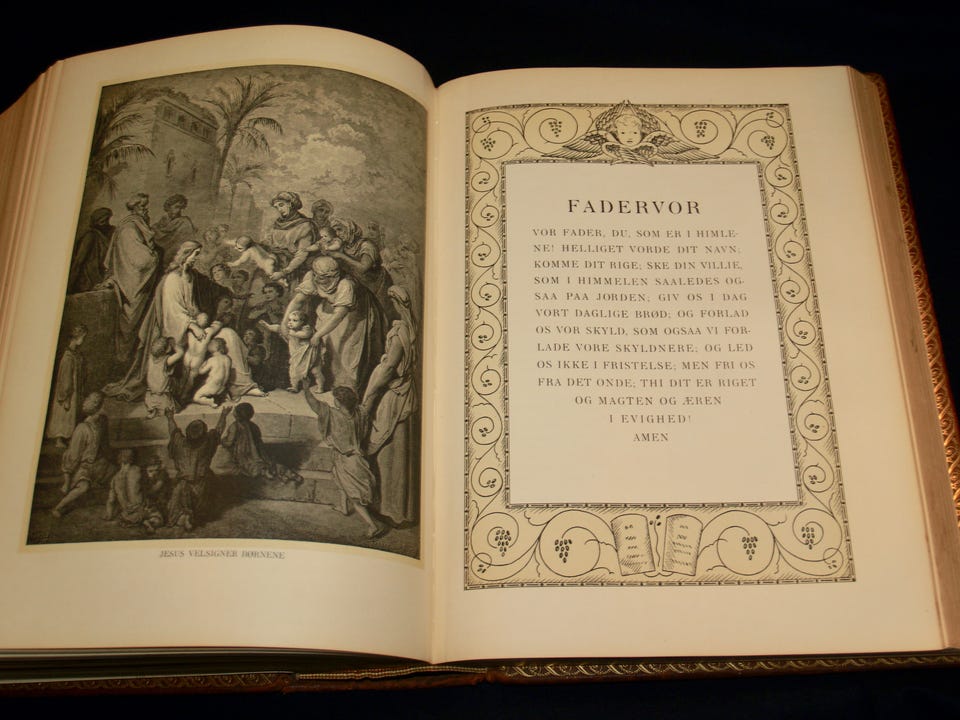 JESUS VELSIGNER BØRNENE
FADERVOR
VOR FADER, DU, SOM ER I HIMLE-
NE! HELLIGET VORDE DIT NAVN;
KOMME DIT RIGE; SKE DIN VILLIE,
SOM I HIMMELEN SAALEDES OG-
SAA PAA JORDEN; GIV OS I DAG
VORT DAGLIGE BRØD; OG FORLAD
OS VOR SKYLD, SOM OGSAA VI FOR-
LADE VORE SKYLDNERE; OG LED
OS IKKE I FRISTELSE; MEN FRI OS
FRA DET ONDE; THI DIT ER RIGET
OG MAGTEN OG ÆREN
I EVIGHED!
AMEN